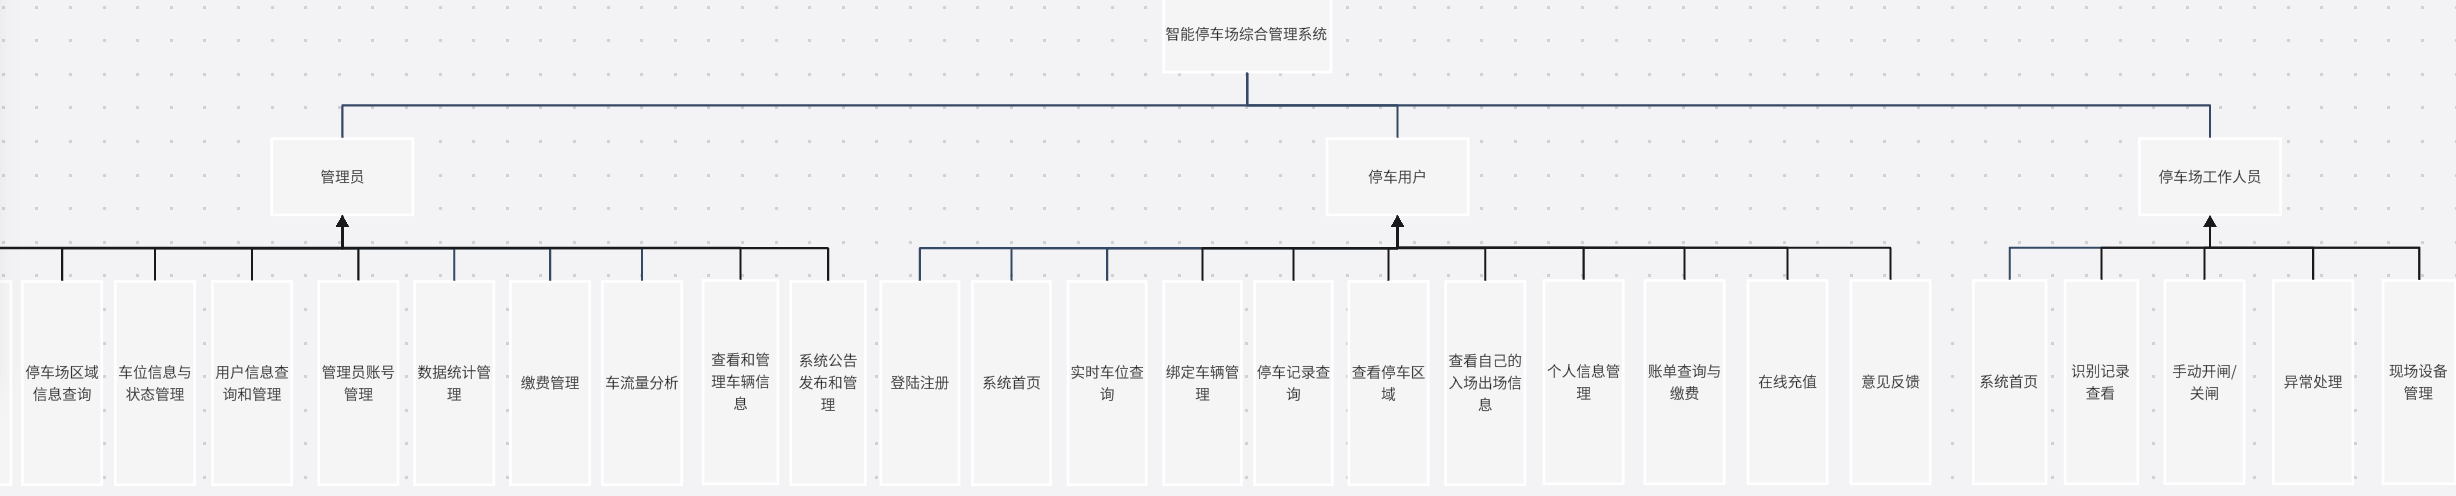 智能停车场综合管理系统
管理员
停车用户
停车场工作人员
停车场区域
信息查询
车位信息与
状态管理
用户信息查
询和管理
管理员账号
管理
数据统计管
理
缴费管理
车流量分析
查看和管
理车辆信
息
系统公告
发布和管
理
登陆注册
系统首页
实时车位查
询
绑定车辆管
理
停车记录查
询
查看停车区
域
查看自己的
入场出场信
息
个人信息管
理
账单查询与
缴费
在线充值
意见反馈
系统首页
识别记录
查看
手动开闸/
关闸
异常处理
现场设备
管理